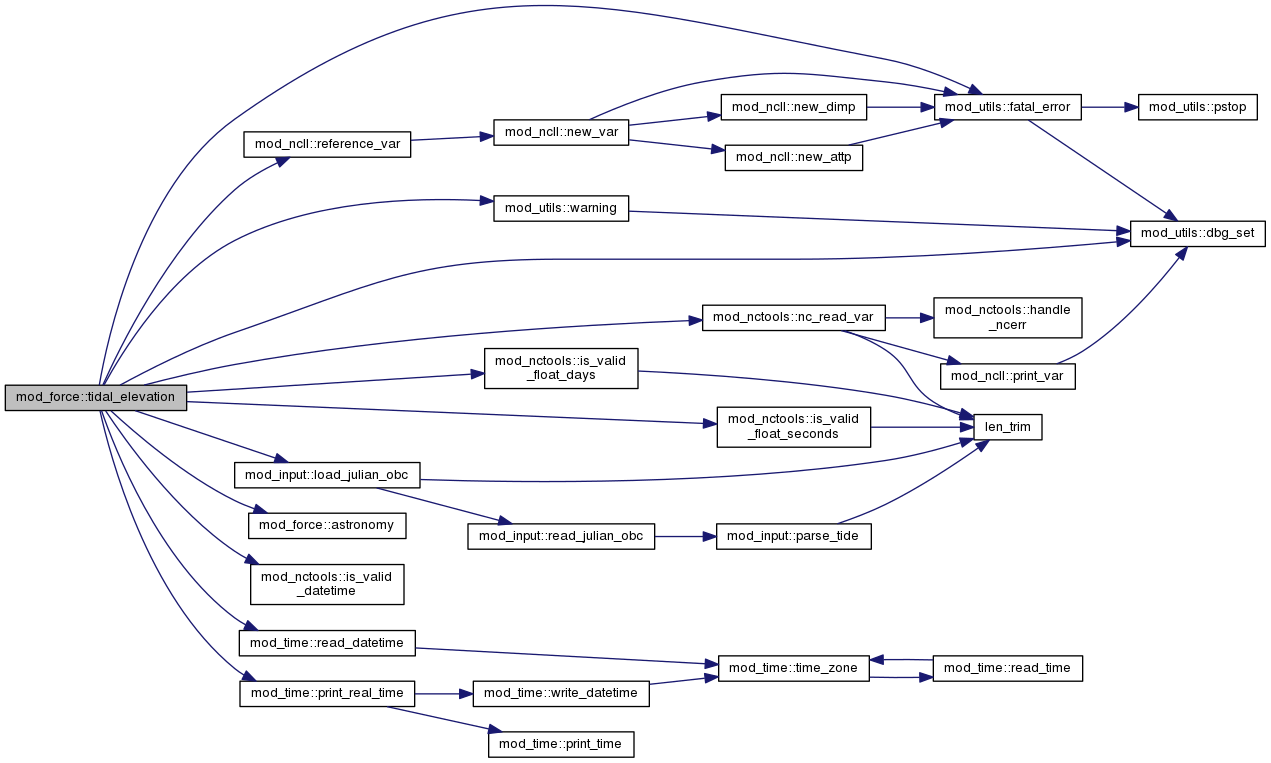 mod_utils::fatal_error
mod_utils::pstop
mod_ncll::new_dimp
mod_ncll::new_var
mod_ncll::reference_var
mod_ncll::new_attp
mod_utils::warning
mod_utils::dbg_set
mod_nctools::nc_read_var
mod_nctools::handle
_ncerr
mod_nctools::is_valid
_float_days
mod_ncll::print_var
mod_force::tidal_elevation
mod_nctools::is_valid
_float_seconds
len_trim
mod_input::load_julian_obc
mod_force::astronomy
mod_input::read_julian_obc
mod_input::parse_tide
mod_nctools::is_valid
_datetime
mod_time::read_datetime
mod_time::time_zone
mod_time::read_time
mod_time::print_real_time
mod_time::write_datetime
mod_time::print_time